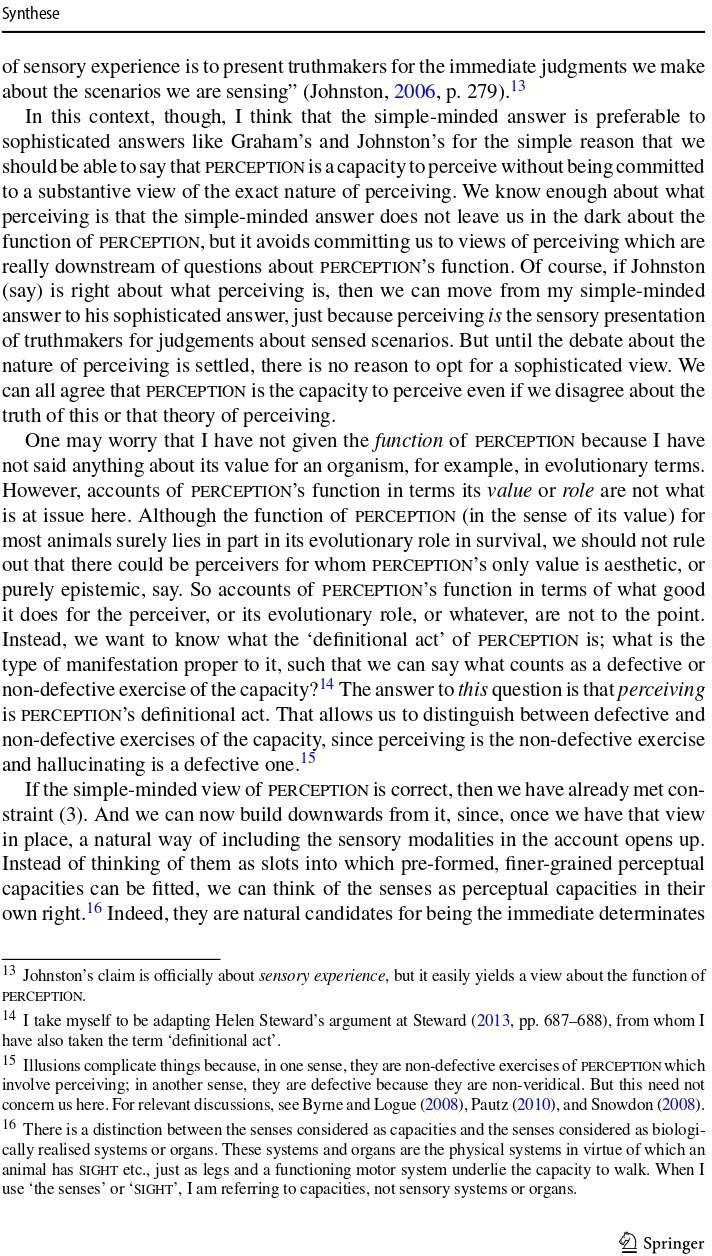 Synthese
of sensory experience is to present truthmakers for the immediate judgments we make
about the scenarios we are sensing” (Johnston, 2006, p. 279).13
In this context, though, I think that the simple-minded answer is preferable to
sophisticated answers like Graham’s and Johnston’s for the simple reason that we
should be able to say that PERCEPTION is a capacity to perceive without being committed
to a substantive view of the exact nature of perceiving. We know enough about what
perceiving is that the simple-minded answer does not leave us in the dark about the
function of PERCEPTION, but it avoids committing us to views of perceiving which are
really downstream of questions about PERCEPTION’s function. Of course, if Johnston
(say) is right about what perceiving is, then we can move from my simple-minded
answer to his sophisticated answer, just because perceiving is the sensory presentation
of truthmakers for judgements about sensed scenarios. But until the debate about the
nature of perceiving is settled, there is no reason to opt for a sophisticated view. We
can all agree that PERCEPTION is the capacity to perceive even if we disagree about the
truth of this or that theory of perceiving.
One may worry that I have not given the function of PERCEPTION because I have
not said anything about its value for an organism, for example, in evolutionary terms.
However, accounts of PERCEPTION’s function in terms its value or role are not what
is at issue here. Although the function of PERCEPTION (in the sense of its value) for
most animals surely lies in part in its evolutionary role in survival, we should not rule
out that there could be perceivers for whom PERCEPTION’s only value is aesthetic, or
purely epistemic, say. So accounts of PERCEPTION’s function in terms of what good
it does for the perceiver, or its evolutionary role, or whatever, are not to the point.
Instead, we want to know what the ‘definitional act’ of PERCEPTION is; what is the
type of manifestation proper to it, such that we can say what counts as a defective or
non-defective exercise of the capacity?14 The answer to this question is that perceiving
is PERCEPTION’s definitional act. That allows us to distinguish between defective and
non-defective exercises of the capacity, since perceiving is the non-defective exercise
and hallucinating is a defective one.15
If the simple-minded view of PERCEPTION is correct, then we have already met con-
straint (3). And we can now build downwards from it, since, once we have that view
in place, a natural way of including the sensory modalities in the account opens up.
Instead of thinking of them as slots into which pre-formed, finer-grained perceptual
capacities can be fitted, we can think of the senses as perceptual capacities in their
own right.16 Indeed, they are natural candidates for being the immediate determinates
13 Johnston’s claim is officially about sensory experience, but it easily yields a view about the function of
PERCEPTION.
14 I take myself to be adapting Helen Steward’s argument at Steward (2013, pp. 687–688), from whom I
have also taken the term ‘definitional act’.
15 Illusions complicate things because, in one sense, they are non-defective exercises of PERCEPTION which
involve perceiving; in another sense, they are defective because they are non-veridical. But this need not
concern us here. For relevant discussions, see Byrne and Logue (2008), Pautz (2010), and Snowdon (2008).
16 There is a distinction between the senses considered as capacities and the senses considered as biologi-
cally realised systems or organs. These systems and organs are the physical systems in virtue of which an
animal has SIGHT etc., just as legs and a functioning motor system underlie the capacity to walk. When I
use ‘the senses’ or ‘SIGHT’, I am referring to capacities, not sensory systems or organs.
Springer